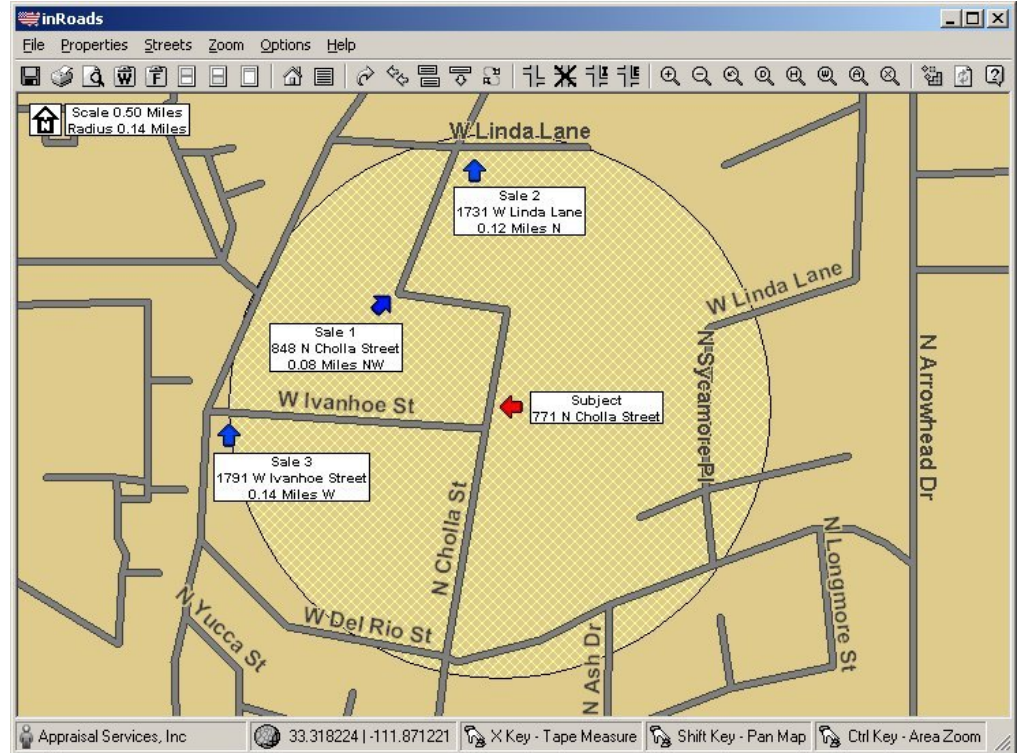 inRoads
File Properties Streets Zoom Options Help
Scale 0.50 Miles
Radius 0.14 Miles
W Linda Lane
Sale 2
1731 W Linda Lane
0.12 Miles N
W Linda Lane
Sale 1
848 N Cholla Street
0.08 Miles NW
N Sycamore Pl
N Arrowhead Dr
W Ivanhoe St
Subject
771 N Cholla Street
Sale 3
1791 W Ivanhoe Street
0.14 Miles W
N Cholla St
N Longmore St
N Yucca St
W Del Rio St
N Ash Dr
Appraisal Services, Inc
33.318224 | -111.871221
X Key - Tape Measure
Shift Key - Pan Map
Ctrl Key - Area Zoom